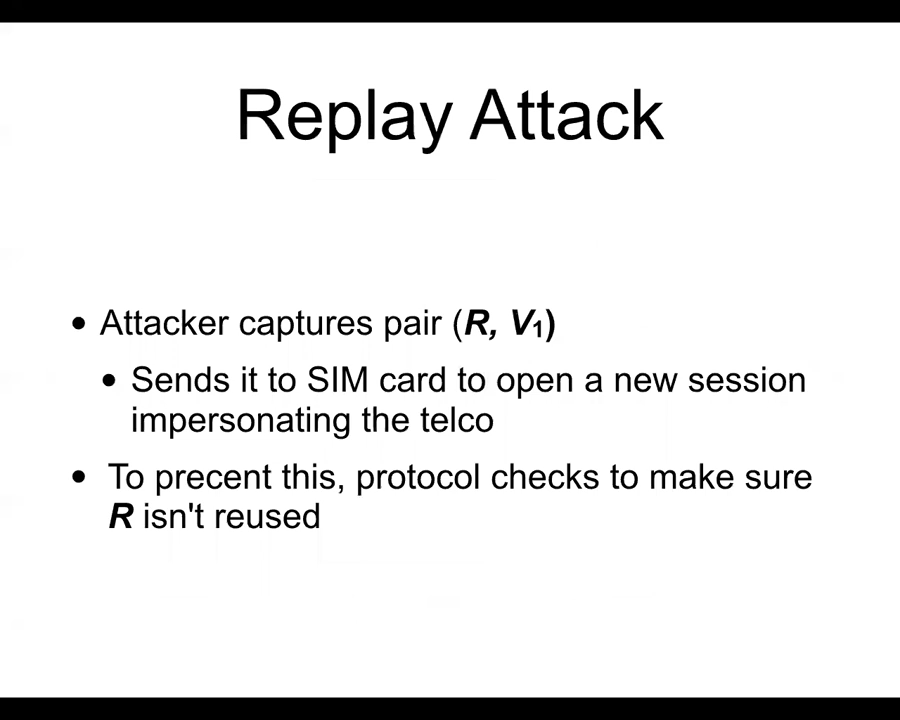 Replay Attack
• Attacker captures pair (R, V₁)
• Sends it to SIM card to open a new session
impersonating the telco
• To precent this, protocol checks to make sure
R isn't reused